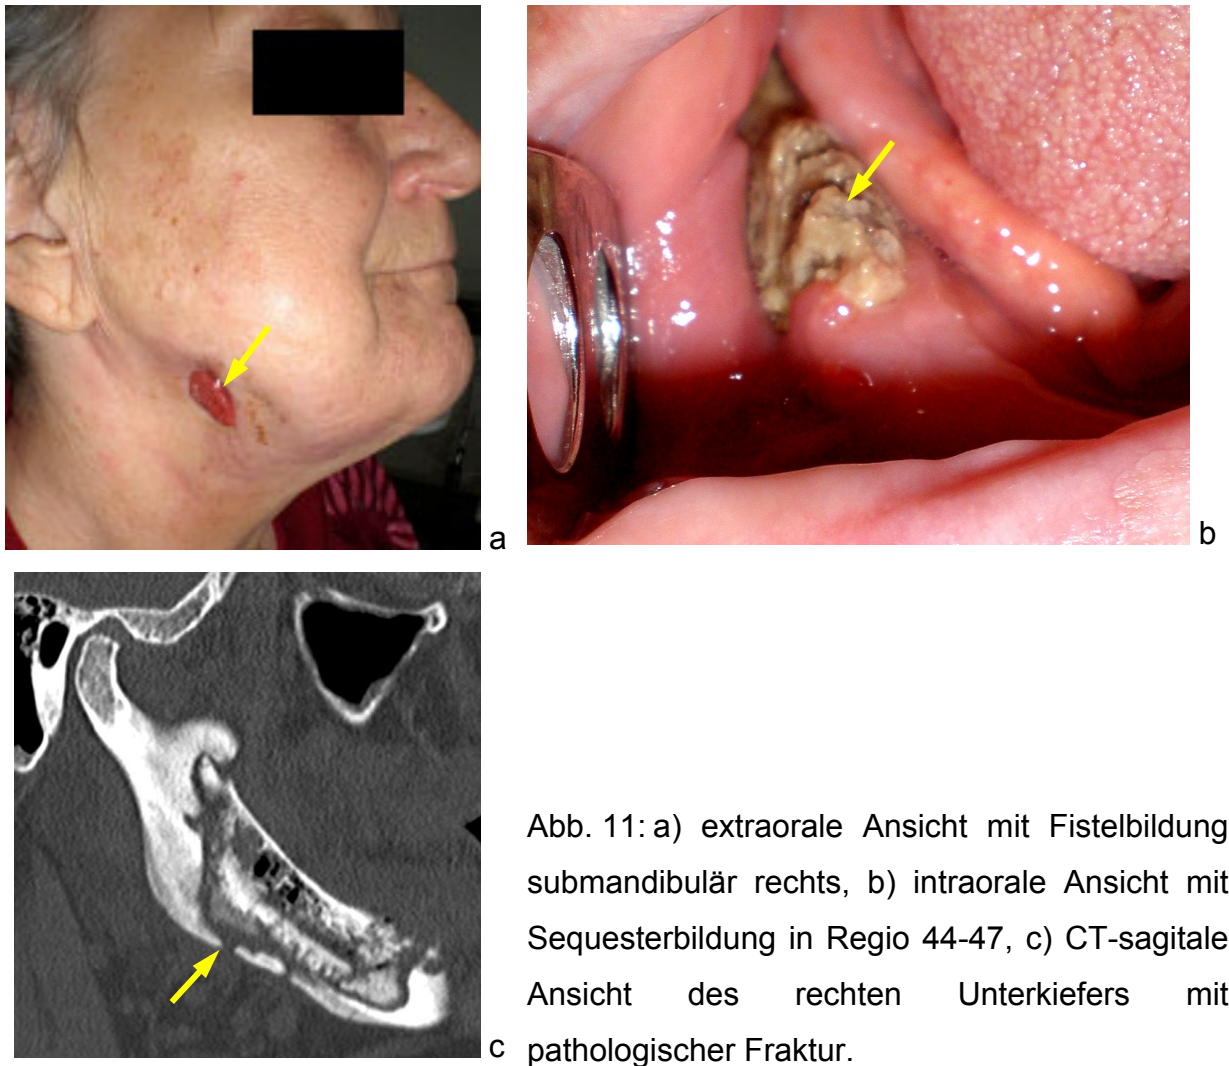 a
b
c
Abb. 11: a) extraorale Ansicht mit Fistelbildung
submandibulär rechts, b) intraorale Ansicht mit
Sequesterbildung in Regio 44-47, c) CT-sagitale
Ansicht des rechten Unterkiefers mit
pathologischer Fraktur.